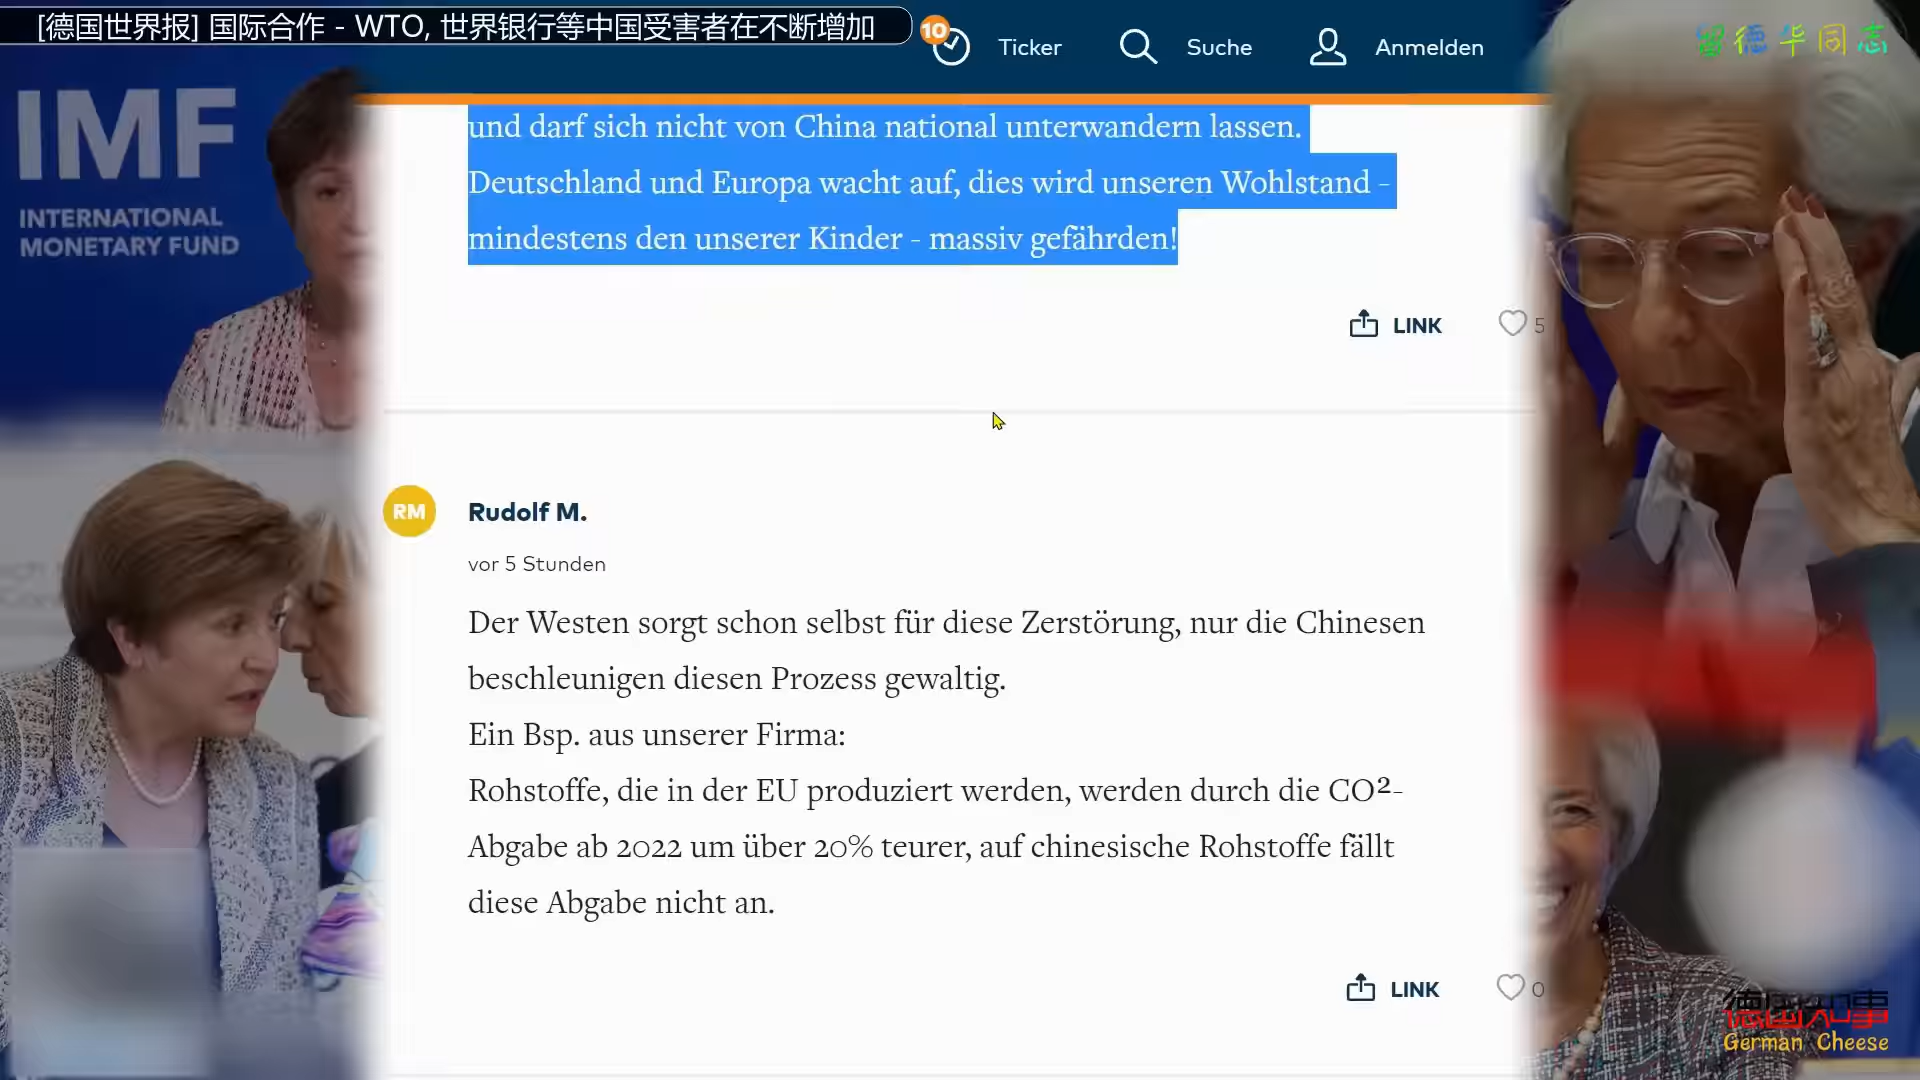 [德国世界报] 国际合作 - WTO, 世界银行等中国受害者在不断增加
10
Ticker
Suche
Anmelden
留德华同志
IMF
INTERNATIONAL
MONETARY FUND
und darf sich nicht von China national unterwandern lassen.
Deutschland und Europa wacht auf, dies wird unseren Wohlstand -
mindestens den unserer Kinder - massiv gefährden!
LINK
5
RM
Rudolf M.
vor 5 Stunden
Der Westen sorgt schon selbst für diese Zerstörung, nur die Chinesen
beschleunigen diesen Prozess gewaltig.
Ein Bsp. aus unserer Firma:
Rohstoffe, die in der EU produziert werden, werden durch die CO²-
Abgabe ab 2022 um über 20% teurer, auf chinesische Rohstoffe fällt
diese Abgabe nicht an.
LINK
0
德国知事
German Cheese